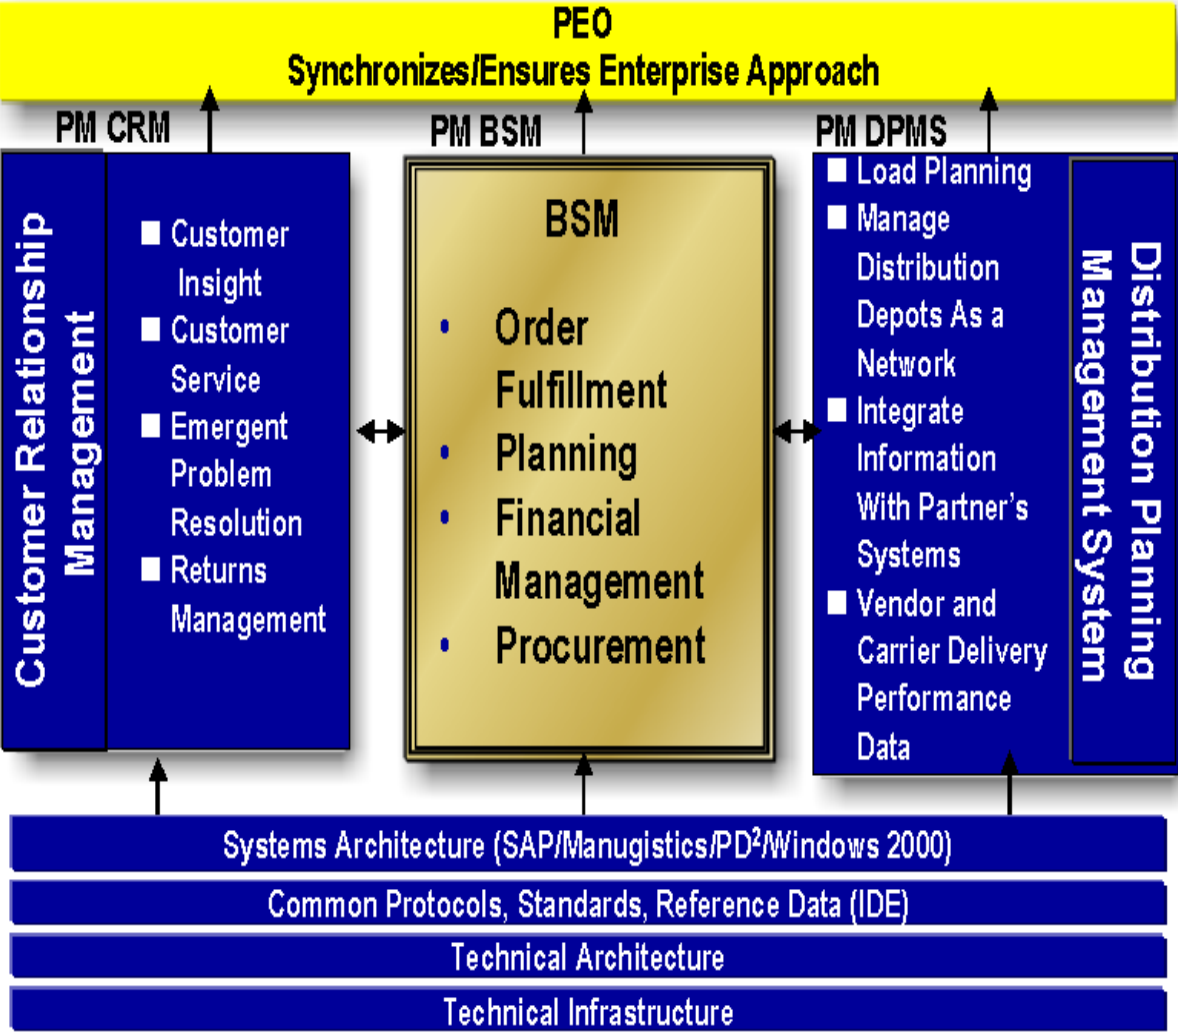 PEO
Synchronizes/Ensures Enterprise Approach
PM CRM
Customer Relationship
Management
■ Customer
Insight
■ Customer
Service
■ Emergent
Problem
Resolution
■ Returns
Management
PM BSM
BSM
• Order
Fulfillment
• Planning
• Financial
Management
• Procurement
PM DPMS
■ Load Planning
■ Manage
Distribution
Depots As a
Network
■ Integrate
Information
With Partner's
Systems
■ Vendor and
Carrier Delivery
Performance
Data
Distribution Planning
Management System
Systems Architecture (SAP/Manugistics/PD²/Windows 2000)
Common Protocols, Standards, Reference Data (IDE)
Technical Architecture
Technical Infrastructure